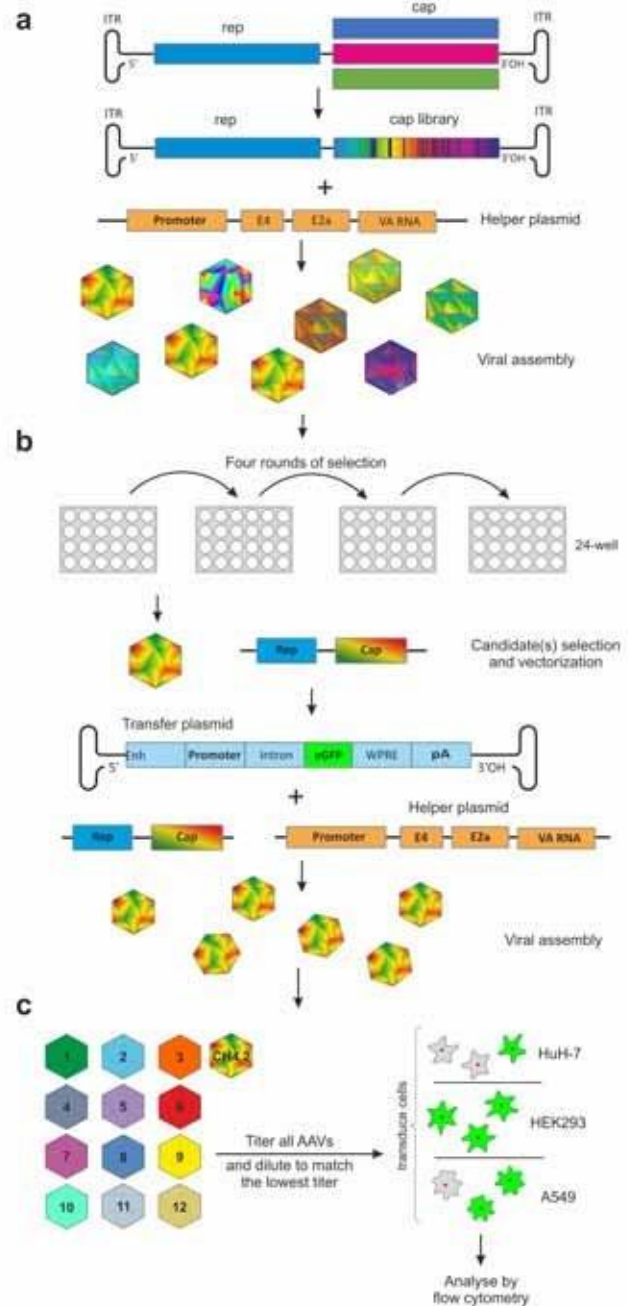 a
ITR
rep
cap
ITR
5'
3'OH
ITR
rep
cap library
ITR
5'
3'OH
+
Promoter
E4
E2a
VA RNA
Helper plasmid
Viral assembly
b
Four rounds of selection
24-well
Rep
Cap
Candidate(s) selection
and vectorization
Transfer plasmid
Enh
Promoter
Intron
eGFP
WPRE
pA
5'
3'OH
+
Helper plasmid
Rep
Cap
Promoter
E4
E2a
VA RNA
Viral assembly
c
1
2
3
4
5
6
7
8
9
10
11
12
Titer all AAVs
and dilute to match
the lowest titer
transduce cells
HuH-7
HEK293
A549
Analyse by
flow cytometry